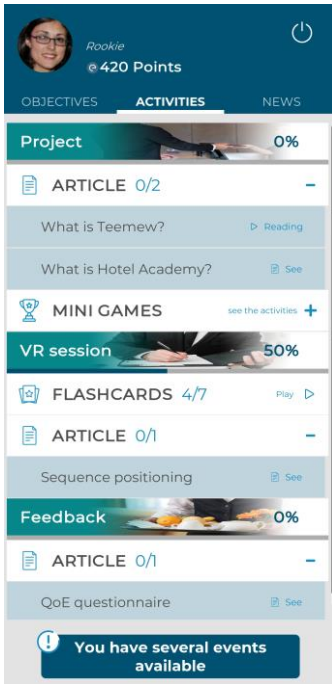 Rookie
420 Points
OBJECTIVES ACTIVITIES NEWS
Project 0%
ARTICLE 0/2 –
What is Teemew? Reading
What is Hotel Academy? See
MINI GAMES see the activities +
VR session 50%
FLASHCARDS 4/7 Play
ARTICLE 0/1 –
Sequence positioning See
Feedback 0%
ARTICLE 0/1 –
QoE questionnaire See
! You have several events
available